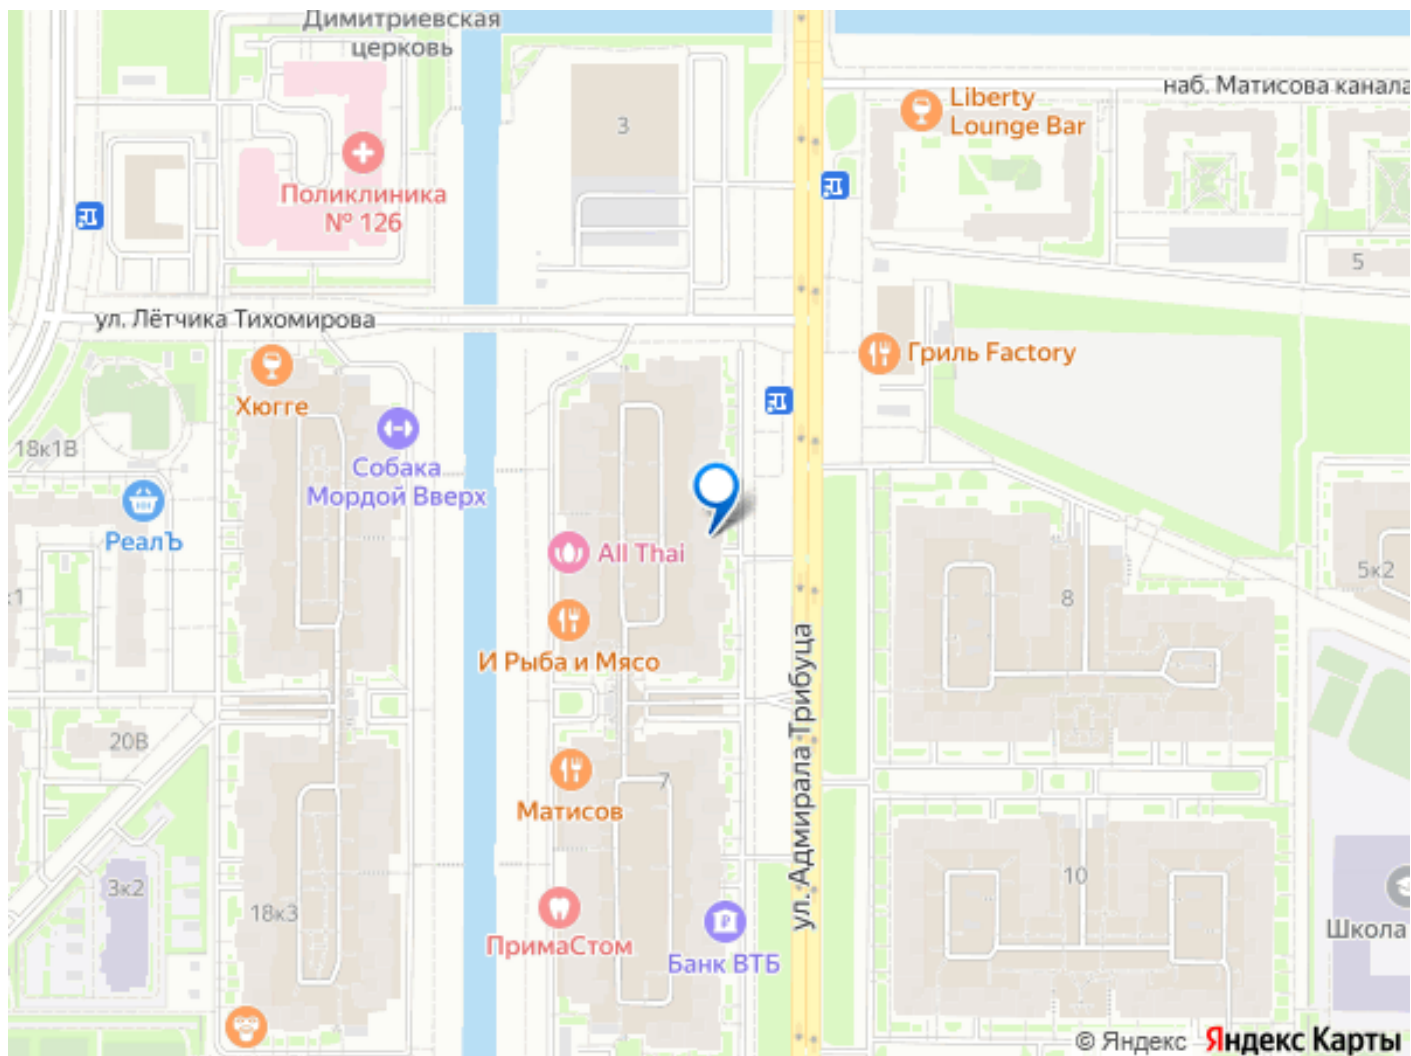 Димитриевская
церковь
наб. Матисова канала
Liberty
Lounge Bar
3
Поликлиника
№ 126
5
ул. Лётчика Тихомирова
Гриль Factory
Хюгге
18к1В
Собака
Мордой Вверх
РеалЪ
All Thai
5к2
8
И Рыба и Мясо
ул. Адмирала Трибуца
20В
7
Матисов
3к2
10
18к3
ПримаСтом
Банк ВТБ
Школа
© Яндекс Яндекс Карты